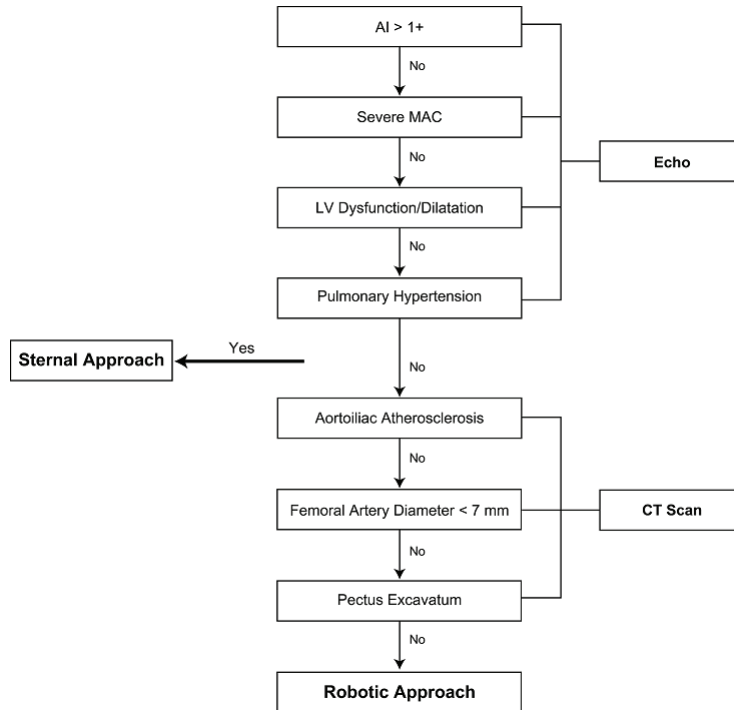 AI > 1+
No
Severe MAC
No
Echo
LV Dysfunction/Dilatation
No
Pulmonary Hypertension
Sternal Approach
Yes
No
Aortoiliac Atherosclerosis
No
Femoral Artery Diameter < 7 mm
CT Scan
No
Pectus Excavatum
No
Robotic Approach